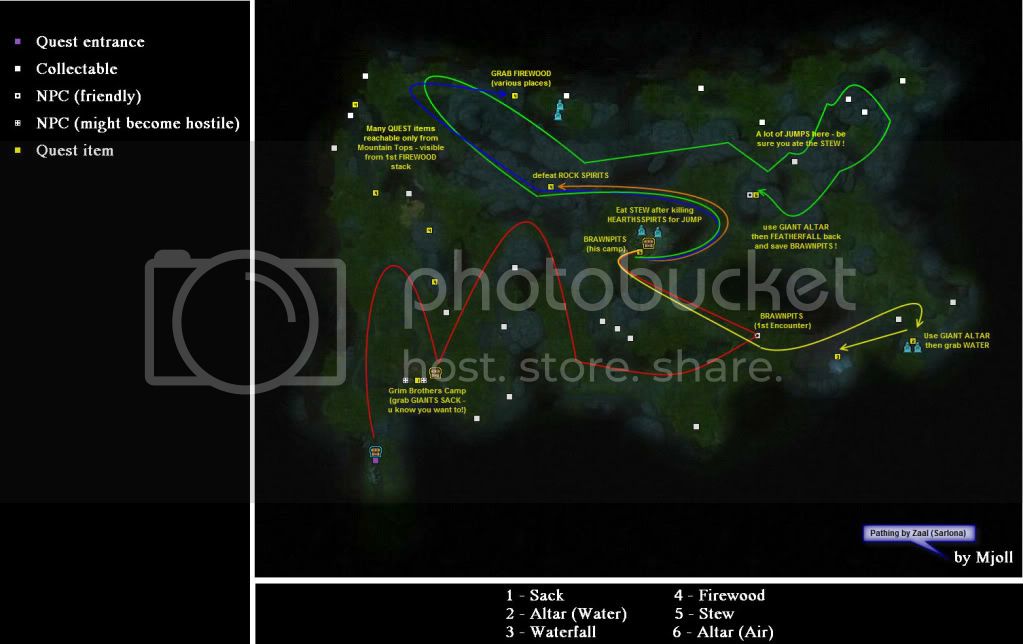 Quest entrance
Collectable
NPC (friendly)
NPC (might become hostile)
Quest item
GRAB FIREWOOD
(various places)
Many QUEST items
reachable only from
Mountain Tops - visible
from 1st FIREWOOD
stack
A lot of JUMPS here - be
sure you ate the STEW !
defeat ROCK SPIRITS
Eat STEW after killing
HEARTHSSPIRTS for JUMP
BRAWNPITS
(his camp)
use GIANT ALTAR
then FEATHERFALL back
and save BRAWNPITS !
photobucket
host. store. share.
BRAWNPITS
(1st Encounter)
Use GIANT ALTAR
then grab WATER
Grim Brothers Camp
(grab GIANTS SACK -
u know you want to!)
Pathing by Zaal (Sarlona)
by Mjoll
1 - Sack
2 - Altar (Water)
3 - Waterfall
4 - Firewood
5 - Stew
6 - Altar (Air)